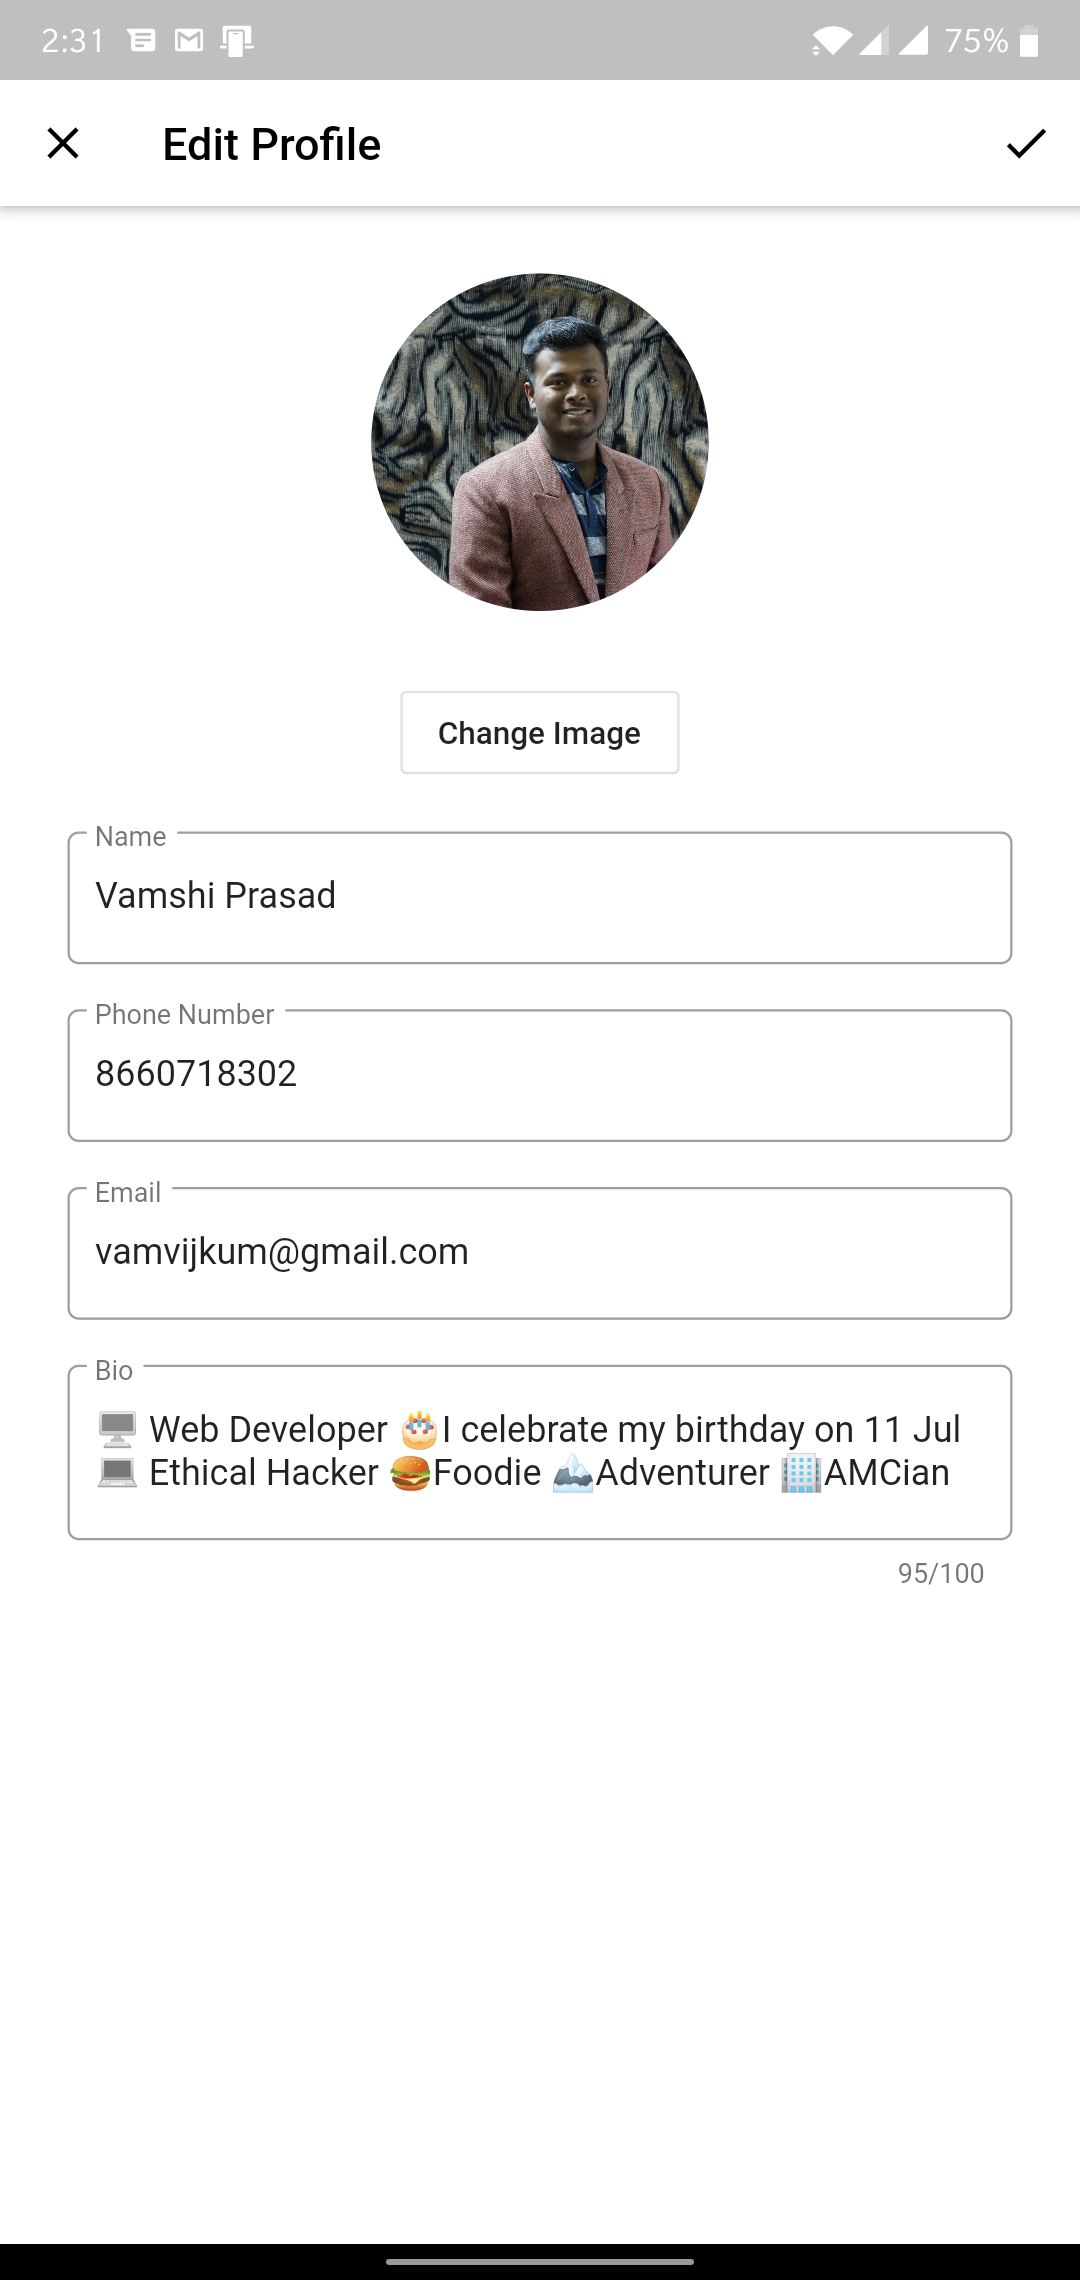 2:31
75%
Edit Profile
Change Image
Name
Vamshi Prasad
Phone Number
8660718302
Email
vamvijkum@gmail.com
Bio
🖥️ Web Developer 🎂I celebrate my birthday on 11 Jul
💻 Ethical Hacker 🍔Foodie 🏔️Adventurer 🏢AMCian
95/100